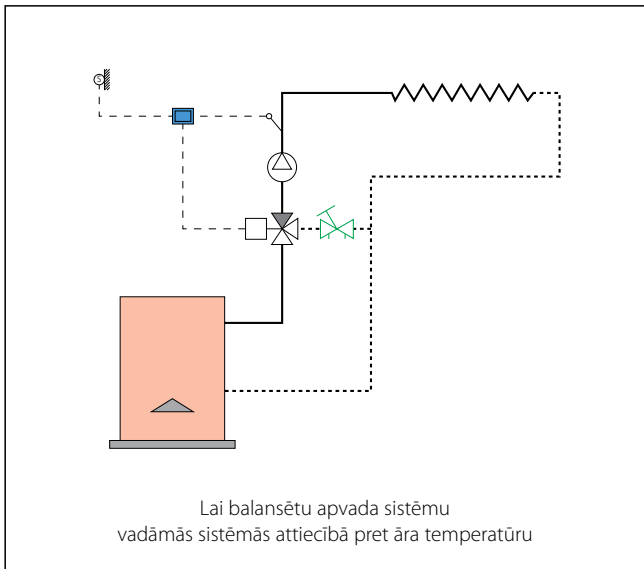 S
Lai balansētu apvada sistēmu
vadāmās sistēmās attiecībā pret āra temperatūru